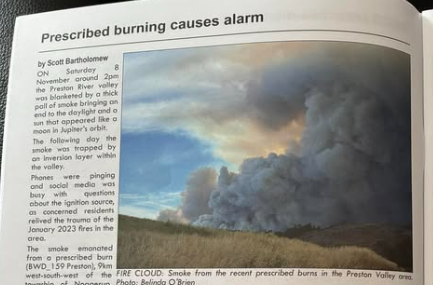 Prescribed burning causes alarm
by Scott Bartholomew
ON Saturday 8
November around 2pm
the Preston River valley
was blanketed by a thick
pall of smoke bringing an
end to the daylight and a
sun that appeared like a
moon in Jupiter's orbit.
The following day the
smoke was trapped by
an inversion layer within
the valley.
Phones were pinging
and social media was
busy with questions
about the ignition source,
as concerned residents
relived the trauma of the
January 2023 fires in the
area.
The smoke emanated
from a prescribed burn
(BWD_159 Preston), 9km
west-south-west of the
township of Noggerup
FIRE CLOUD: Smoke from the recent prescribed burns in the Preston Valley area.
Photo: Belinda O'Brien